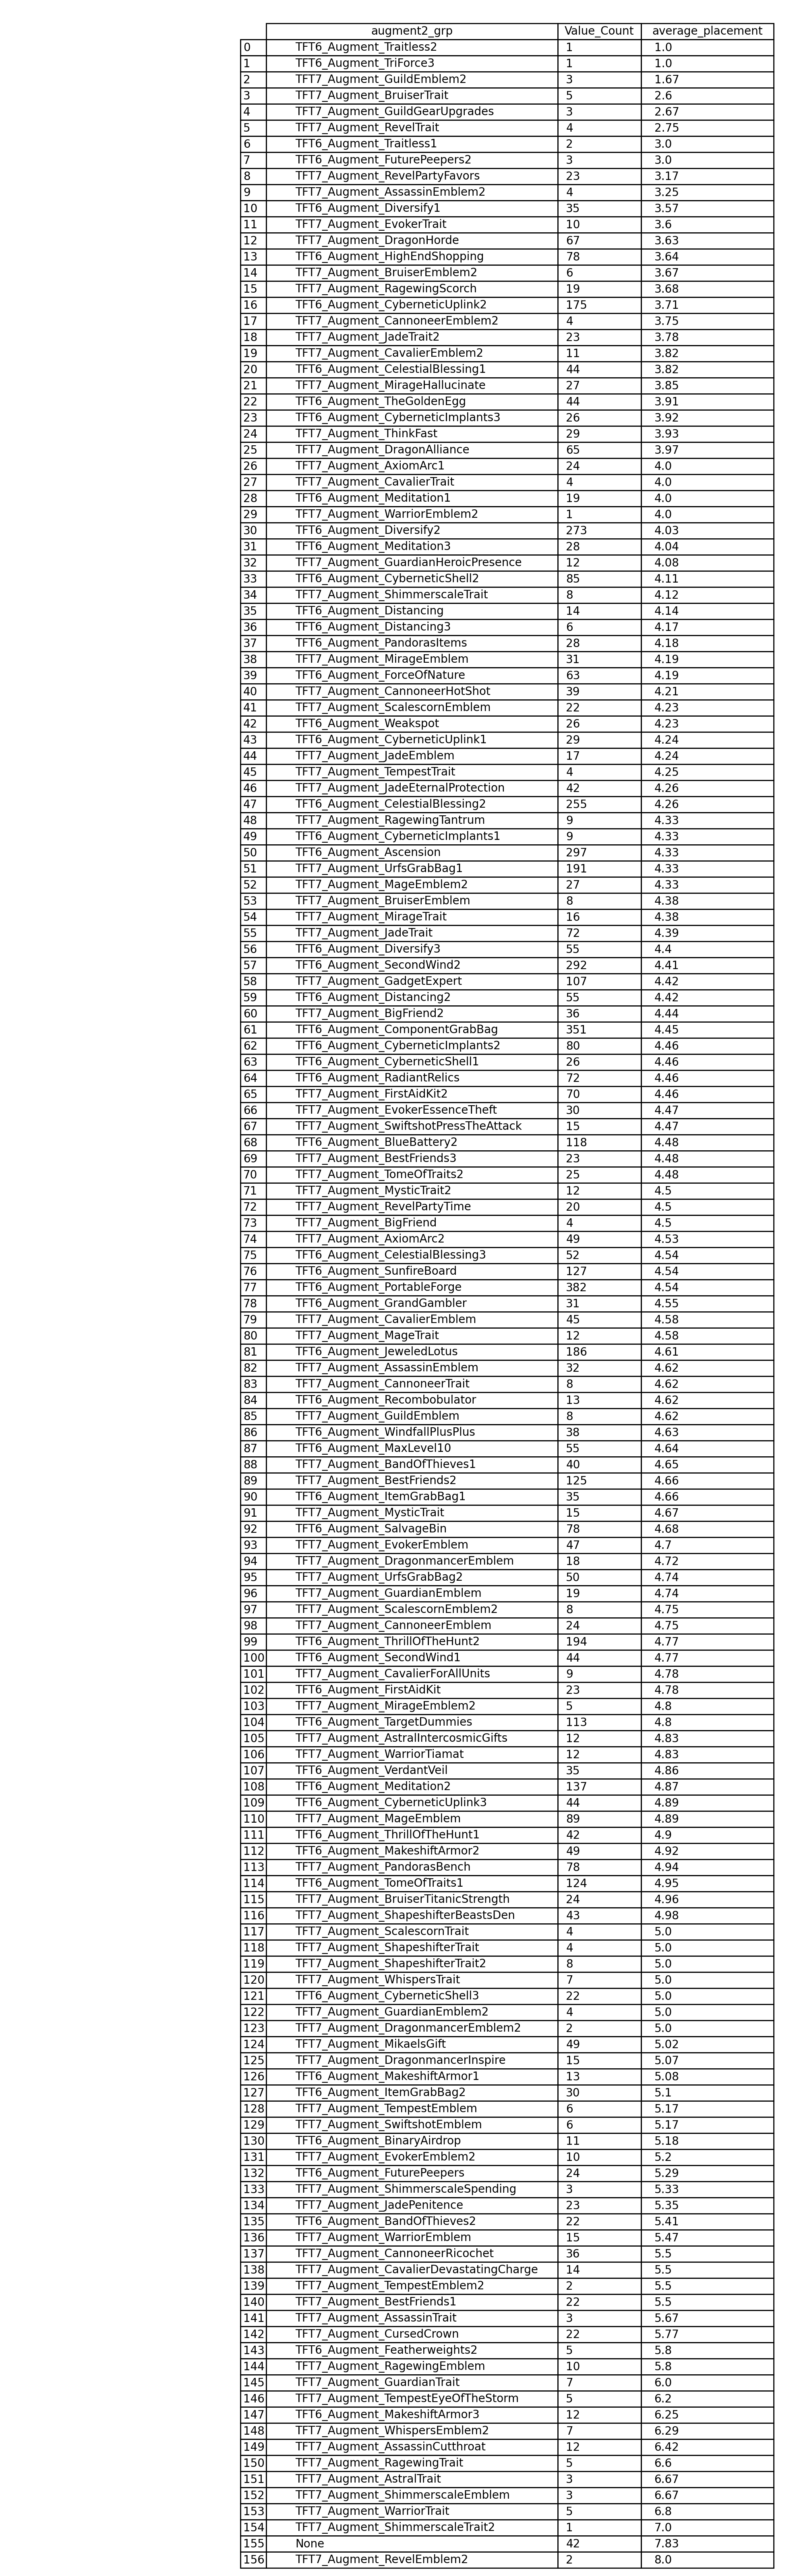 augment2_grp Value_Count average_placement
0 TFT6_Augment_Traitless2 1 1.0
1 TFT6_Augment_TriForce3 1 1.0
2 TFT7_Augment_GuildEmblem2 3 1.67
3 TFT7_Augment_BruiserTrait 5 2.6
4 TFT7_Augment_GuildGearUpgrades 3 2.67
5 TFT7_Augment_RevelTrait 4 2.75
6 TFT6_Augment_Traitless1 2 3.0
7 TFT6_Augment_FuturePeepers2 3 3.0
8 TFT7_Augment_RevelPartyFavors 23 3.17
9 TFT7_Augment_AssassinEmblem2 4 3.25
10 TFT6_Augment_Diversify1 35 3.57
11 TFT7_Augment_EvokerTrait 10 3.6
12 TFT7_Augment_DragonHorde 67 3.63
13 TFT6_Augment_HighEndShopping 78 3.64
14 TFT7_Augment_BruiserEmblem2 6 3.67
15 TFT7_Augment_RagewingScorch 19 3.68
16 TFT6_Augment_CyberneticUplink2 175 3.71
17 TFT7_Augment_CannoneerEmblem2 4 3.75
18 TFT7_Augment_JadeTrait2 23 3.78
19 TFT7_Augment_CavalierEmblem2 11 3.82
20 TFT6_Augment_CelestialBlessing1 44 3.82
21 TFT7_Augment_MirageHallucinate 27 3.85
22 TFT6_Augment_TheGoldenEgg 44 3.91
23 TFT6_Augment_CyberneticImplants3 26 3.92
24 TFT7_Augment_ThinkFast 29 3.93
25 TFT7_Augment_DragonAlliance 65 3.97
26 TFT7_Augment_AxiomArc1 24 4.0
27 TFT7_Augment_CavalierTrait 4 4.0
28 TFT6_Augment_Meditation1 19 4.0
29 TFT7_Augment_WarriorEmblem2 1 4.0
30 TFT6_Augment_Diversify2 273 4.03
31 TFT6_Augment_Meditation3 28 4.04
32 TFT7_Augment_GuardianHeroicPresence 12 4.08
33 TFT6_Augment_CyberneticShell2 85 4.11
34 TFT7_Augment_ShimmerscaleTrait 8 4.12
35 TFT6_Augment_Distancing 14 4.14
36 TFT6_Augment_Distancing3 6 4.17
37 TFT6_Augment_PandorasItems 28 4.18
38 TFT7_Augment_MirageEmblem 31 4.19
39 TFT6_Augment_ForceOfNature 63 4.19
40 TFT7_Augment_CannoneerHotShot 39 4.21
41 TFT7_Augment_ScalescornEmblem 22 4.23
42 TFT6_Augment_Weakspot 26 4.23
43 TFT6_Augment_CyberneticUplink1 29 4.24
44 TFT7_Augment_JadeEmblem 17 4.24
45 TFT7_Augment_TempestTrait 4 4.25
46 TFT7_Augment_JadeEternalProtection 42 4.26
47 TFT6_Augment_CelestialBlessing2 255 4.26
48 TFT7_Augment_RagewingTantrum 9 4.33
49 TFT6_Augment_CyberneticImplants1 9 4.33
50 TFT6_Augment_Ascension 297 4.33
51 TFT7_Augment_UrfsGrabBag1 191 4.33
52 TFT7_Augment_MageEmblem2 27 4.33
53 TFT7_Augment_BruiserEmblem 8 4.38
54 TFT7_Augment_MirageTrait 16 4.38
55 TFT7_Augment_JadeTrait 72 4.39
56 TFT6_Augment_Diversify3 55 4.4
57 TFT6_Augment_SecondWind2 292 4.41
58 TFT7_Augment_GadgetExpert 107 4.42
59 TFT6_Augment_Distancing2 55 4.42
60 TFT7_Augment_BigFriend2 36 4.44
61 TFT6_Augment_ComponentGrabBag 351 4.45
62 TFT6_Augment_CyberneticImplants2 80 4.46
63 TFT6_Augment_CyberneticShell1 26 4.46
64 TFT6_Augment_RadiantRelics 72 4.46
65 TFT7_Augment_FirstAidKit2 70 4.46
66 TFT7_Augment_EvokerEssenceTheft 30 4.47
67 TFT7_Augment_SwiftshotPressTheAttack 15 4.47
68 TFT6_Augment_BlueBattery2 118 4.48
69 TFT7_Augment_BestFriends3 23 4.48
70 TFT7_Augment_TomeOfTraits2 25 4.48
71 TFT7_Augment_MysticTrait2 12 4.5
72 TFT7_Augment_RevelPartyTime 20 4.5
73 TFT7_Augment_BigFriend 4 4.5
74 TFT7_Augment_AxiomArc2 49 4.53
75 TFT6_Augment_CelestialBlessing3 52 4.54
76 TFT6_Augment_SunfireBoard 127 4.54
77 TFT6_Augment_PortableForge 382 4.54
78 TFT6_Augment_GrandGambler 31 4.55
79 TFT7_Augment_CavalierEmblem 45 4.58
80 TFT7_Augment_MageTrait 12 4.58
81 TFT6_Augment_JeweledLotus 186 4.61
82 TFT7_Augment_AssassinEmblem 32 4.62
83 TFT7_Augment_CannoneerTrait 8 4.62
84 TFT6_Augment_Recombobulator 13 4.62
85 TFT7_Augment_GuildEmblem 8 4.62
86 TFT6_Augment_WindfallPlusPlus 38 4.63
87 TFT6_Augment_MaxLevel10 55 4.64
88 TFT7_Augment_BandOfThieves1 40 4.65
89 TFT7_Augment_BestFriends2 125 4.66
90 TFT6_Augment_ItemGrabBag1 35 4.66
91 TFT7_Augment_MysticTrait 15 4.67
92 TFT6_Augment_SalvageBin 78 4.68
93 TFT7_Augment_EvokerEmblem 47 4.7
94 TFT7_Augment_DragonmancerEmblem 18 4.72
95 TFT7_Augment_UrfsGrabBag2 50 4.74
96 TFT7_Augment_GuardianEmblem 19 4.74
97 TFT7_Augment_ScalescornEmblem2 8 4.75
98 TFT7_Augment_CannoneerEmblem 24 4.75
99 TFT6_Augment_ThrillOfTheHunt2 194 4.77
100 TFT6_Augment_SecondWind1 44 4.77
101 TFT7_Augment_CavalierForAllUnits 9 4.78
102 TFT6_Augment_FirstAidKit 23 4.78
103 TFT7_Augment_MirageEmblem2 5 4.8
104 TFT6_Augment_TargetDummies 113 4.8
105 TFT7_Augment_AstralIntercosmicGifts 12 4.83
106 TFT7_Augment_WarriorTiamat 12 4.83
107 TFT6_Augment_VerdantVeil 35 4.86
108 TFT6_Augment_Meditation2 137 4.87
109 TFT6_Augment_CyberneticUplink3 44 4.89
110 TFT7_Augment_MageEmblem 89 4.89
111 TFT6_Augment_ThrillOfTheHunt1 42 4.9
112 TFT6_Augment_MakeshiftArmor2 49 4.92
113 TFT7_Augment_PandorasBench 78 4.94
114 TFT6_Augment_TomeOfTraits1 124 4.95
115 TFT7_Augment_BruiserTitanicStrength 24 4.96
116 TFT7_Augment_ShapeshifterBeastsDen 43 4.98
117 TFT7_Augment_ScalescornTrait 4 5.0
118 TFT7_Augment_ShapeshifterTrait 4 5.0
119 TFT7_Augment_ShapeshifterTrait2 8 5.0
120 TFT7_Augment_WhispersTrait 7 5.0
121 TFT6_Augment_CyberneticShell3 22 5.0
122 TFT7_Augment_GuardianEmblem2 4 5.0
123 TFT7_Augment_DragonmancerEmblem2 2 5.0
124 TFT7_Augment_MikaelsGift 49 5.02
125 TFT7_Augment_DragonmancerInspire 15 5.07
126 TFT6_Augment_MakeshiftArmor1 13 5.08
127 TFT6_Augment_ItemGrabBag2 30 5.1
128 TFT7_Augment_TempestEmblem 6 5.17
129 TFT7_Augment_SwiftshotEmblem 6 5.17
130 TFT6_Augment_BinaryAirdrop 11 5.18
131 TFT7_Augment_EvokerEmblem2 10 5.2
132 TFT6_Augment_FuturePeepers 24 5.29
133 TFT7_Augment_ShimmerscaleSpending 3 5.33
134 TFT7_Augment_JadePenitence 23 5.35
135 TFT6_Augment_BandOfThieves2 22 5.41
136 TFT7_Augment_WarriorEmblem 15 5.47
137 TFT7_Augment_CannoneerRicochet 36 5.5
138 TFT7_Augment_CavalierDevastatingCharge 14 5.5
139 TFT7_Augment_TempestEmblem2 2 5.5
140 TFT7_Augment_BestFriends1 22 5.5
141 TFT7_Augment_AssassinTrait 3 5.67
142 TFT7_Augment_CursedCrown 22 5.77
143 TFT6_Augment_Featherweights2 5 5.8
144 TFT7_Augment_RagewingEmblem 10 5.8
145 TFT7_Augment_GuardianTrait 7 6.0
146 TFT7_Augment_TempestEyeOfTheStorm 5 6.2
147 TFT6_Augment_MakeshiftArmor3 12 6.25
148 TFT7_Augment_WhispersEmblem2 7 6.29
149 TFT7_Augment_AssassinCutthroat 12 6.42
150 TFT7_Augment_RagewingTrait 5 6.6
151 TFT7_Augment_AstralTrait 3 6.67
152 TFT7_Augment_ShimmerscaleEmblem 3 6.67
153 TFT7_Augment_WarriorTrait 5 6.8
154 TFT7_Augment_ShimmerscaleTrait2 1 7.0
155 None 42 7.83
156 TFT7_Augment_RevelEmblem2 2 8.0